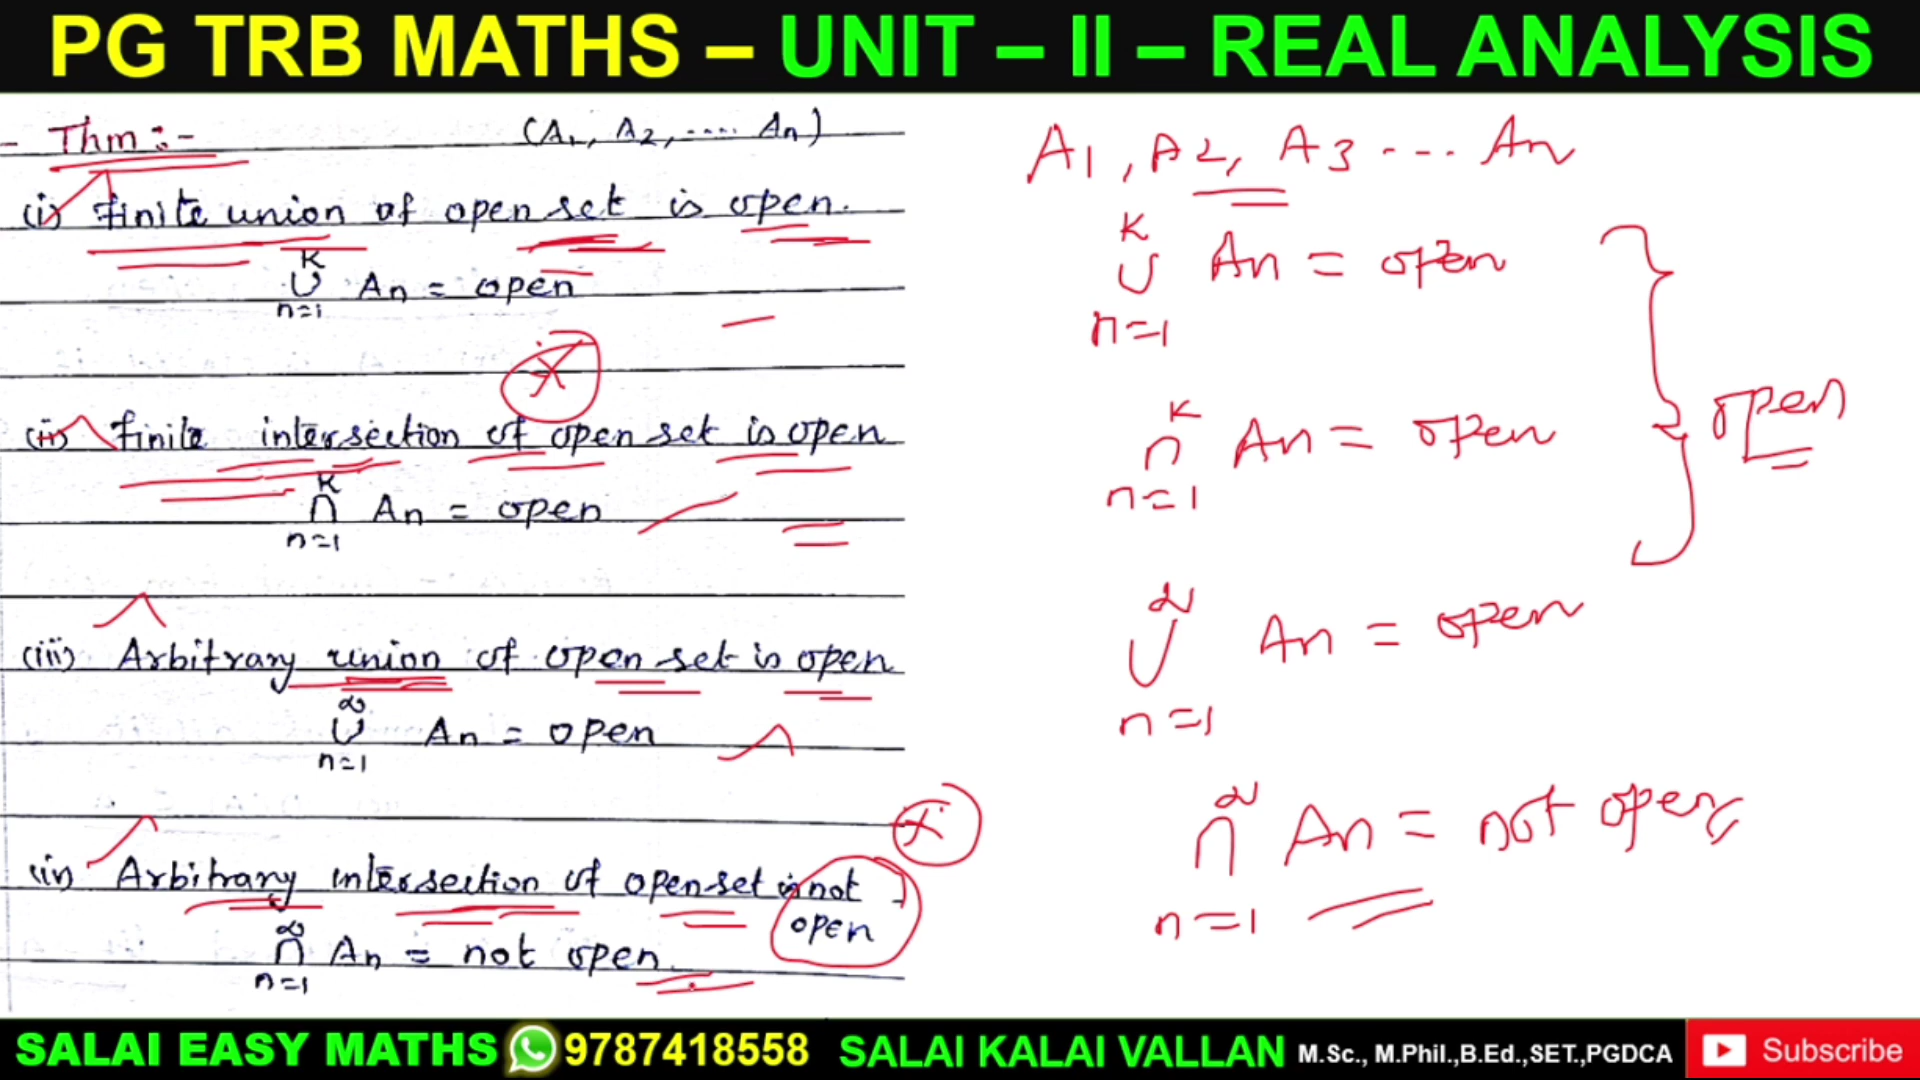 PG TRB MATHS – UNIT – II – REAL ANALYSIS
Thm :- (A1, A2, .... An)
(i) finite union of open set is open.
K
∪ An = open
n=1
(ii) finite intersection of open set is open
K
∩ An = open
n=1
(iii) Arbitrary union of open set is open
∞
∪ An = open
n=1
(iv) Arbitrary intersection of open set is not
open
∞
∩ An = not open.
n=1
A1, A2, A3 .... An
K
∪ An = open
n=1
K
∩ An = open
n=1
open
∞
∪ An = open
n=1
∞
∩ An = not open
n=1
SALAI EASY MATHS 9787418558 SALAI KALAI VALLAN M.Sc., M.Phil.,B.Ed.,SET.,PGDCA Subscribe